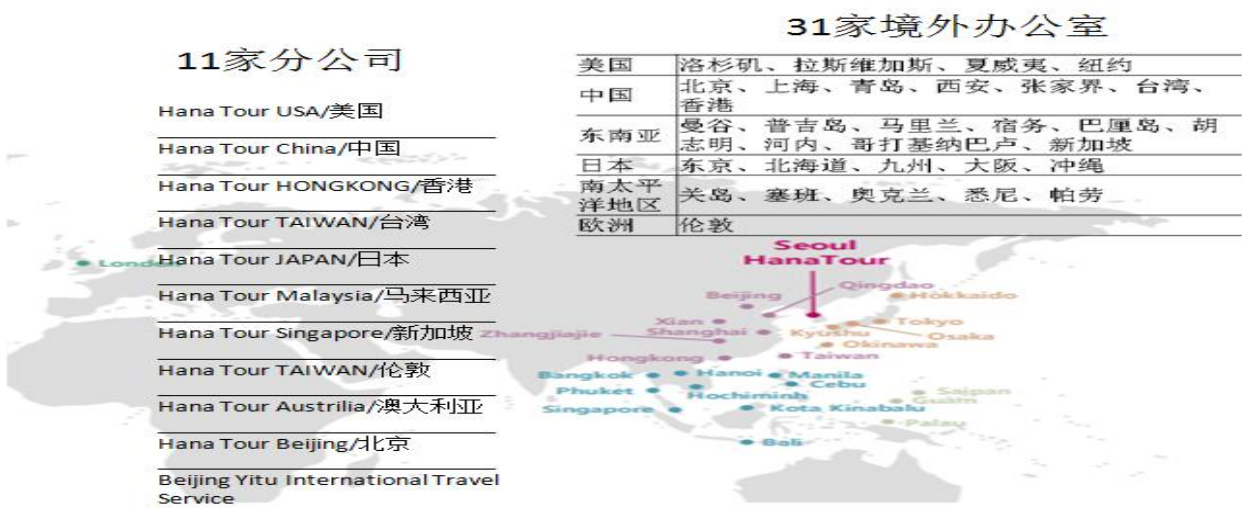 11家分公司
Hana Tour USA/美国
Hana Tour China/中国
Hana Tour HONGKONG/香港
Hana Tour TAIWAN/台湾
Hana Tour JAPAN/日本
Hana Tour Malaysia/马来西亚
Hana Tour Singapore/新加坡
Hana Tour TAIWAN/伦敦
Hana Tour Austrilia/澳大利亚
Hana Tour Beijing/北京
Beijing Yitu International Travel
Service
31家境外办公室
美国 洛杉矶、拉斯维加斯、夏威夷、纽约
中国 北京、上海、青岛、西安、张家界、台湾、
香港
东南亚 曼谷、普吉岛、马里兰、宿务、巴厘岛、胡
志明、河内、哥打基纳巴卢、新加坡
日本 东京、北海道、九州、大阪、冲绳
南太平
洋地区 关岛、塞班、奥克兰、悉尼、帕劳
欧洲 伦敦
Seoul
HanaTour
London
Qingdao
Beijing
Hokkaido
Xian
Tokyo
Zhangjiajie
Shanghai
Kyushu
Osaka
Okinawa
Hongkong
Taiwan
Bangkok
Hanoi
Manila
Cebu
Phuket
Hochiminh
Saipan
Guam
Singapore
Kota Kinabalu
Palau
Bali